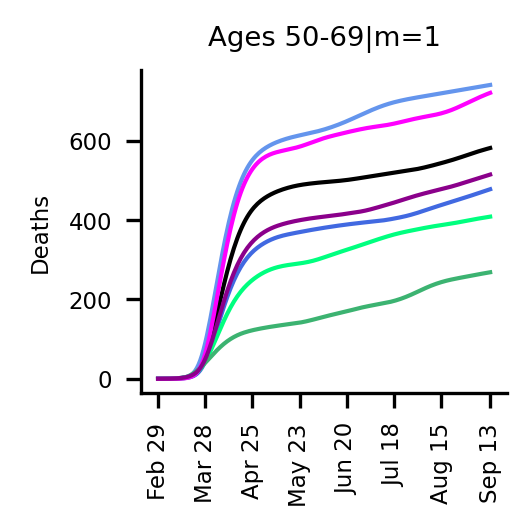 Ages 50-69|m=1
Deaths
600
400
200
0
Feb 29
Mar 28
Apr 25
May 23
Jun 20
Jul 18
Aug 15
Sep 13